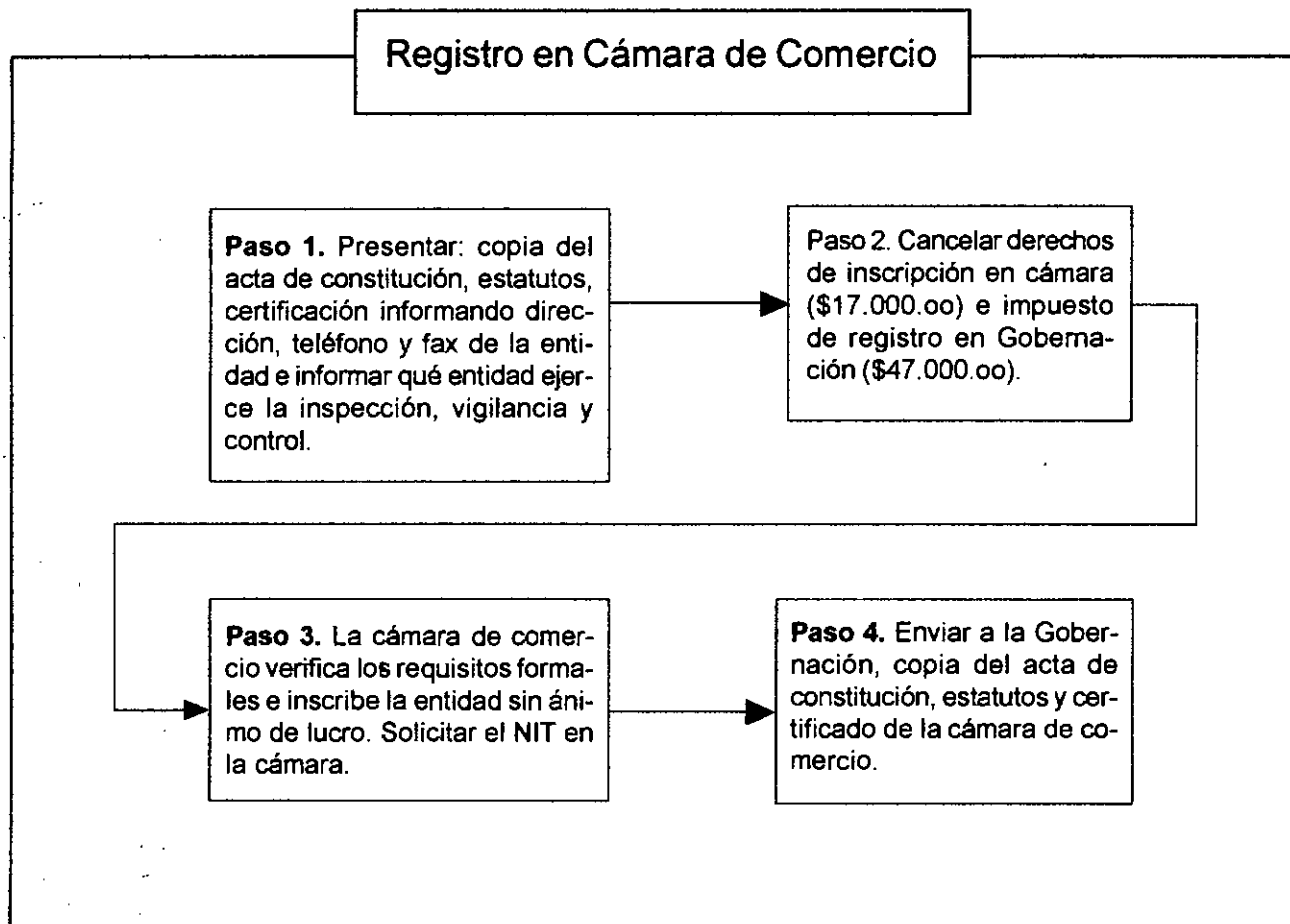 Registro en Cámara de Comercio
Paso 1. Presentar: copia del
acta de constitución, estatutos,
certificación informando direc-
ción, teléfono y fax de la enti-
dad e informar qué entidad ejer-
ce la inspección, vigilancia y
control.
Paso 2. Cancelar derechos
de inscripción en cámara
($17.000.oo) e impuesto
de registro en Goberna-
ción ($47.000.oo).
Paso 3. La cámara de comer-
cio verifica los requisitos forma-
les e inscribe la entidad sin áni-
mo de lucro. Solicitar el NIT en
la cámara.
Paso 4. Enviar a la Gober-
nación, copia del acta de
constitución, estatutos y cer-
tificado de la cámara de co-
mercio.